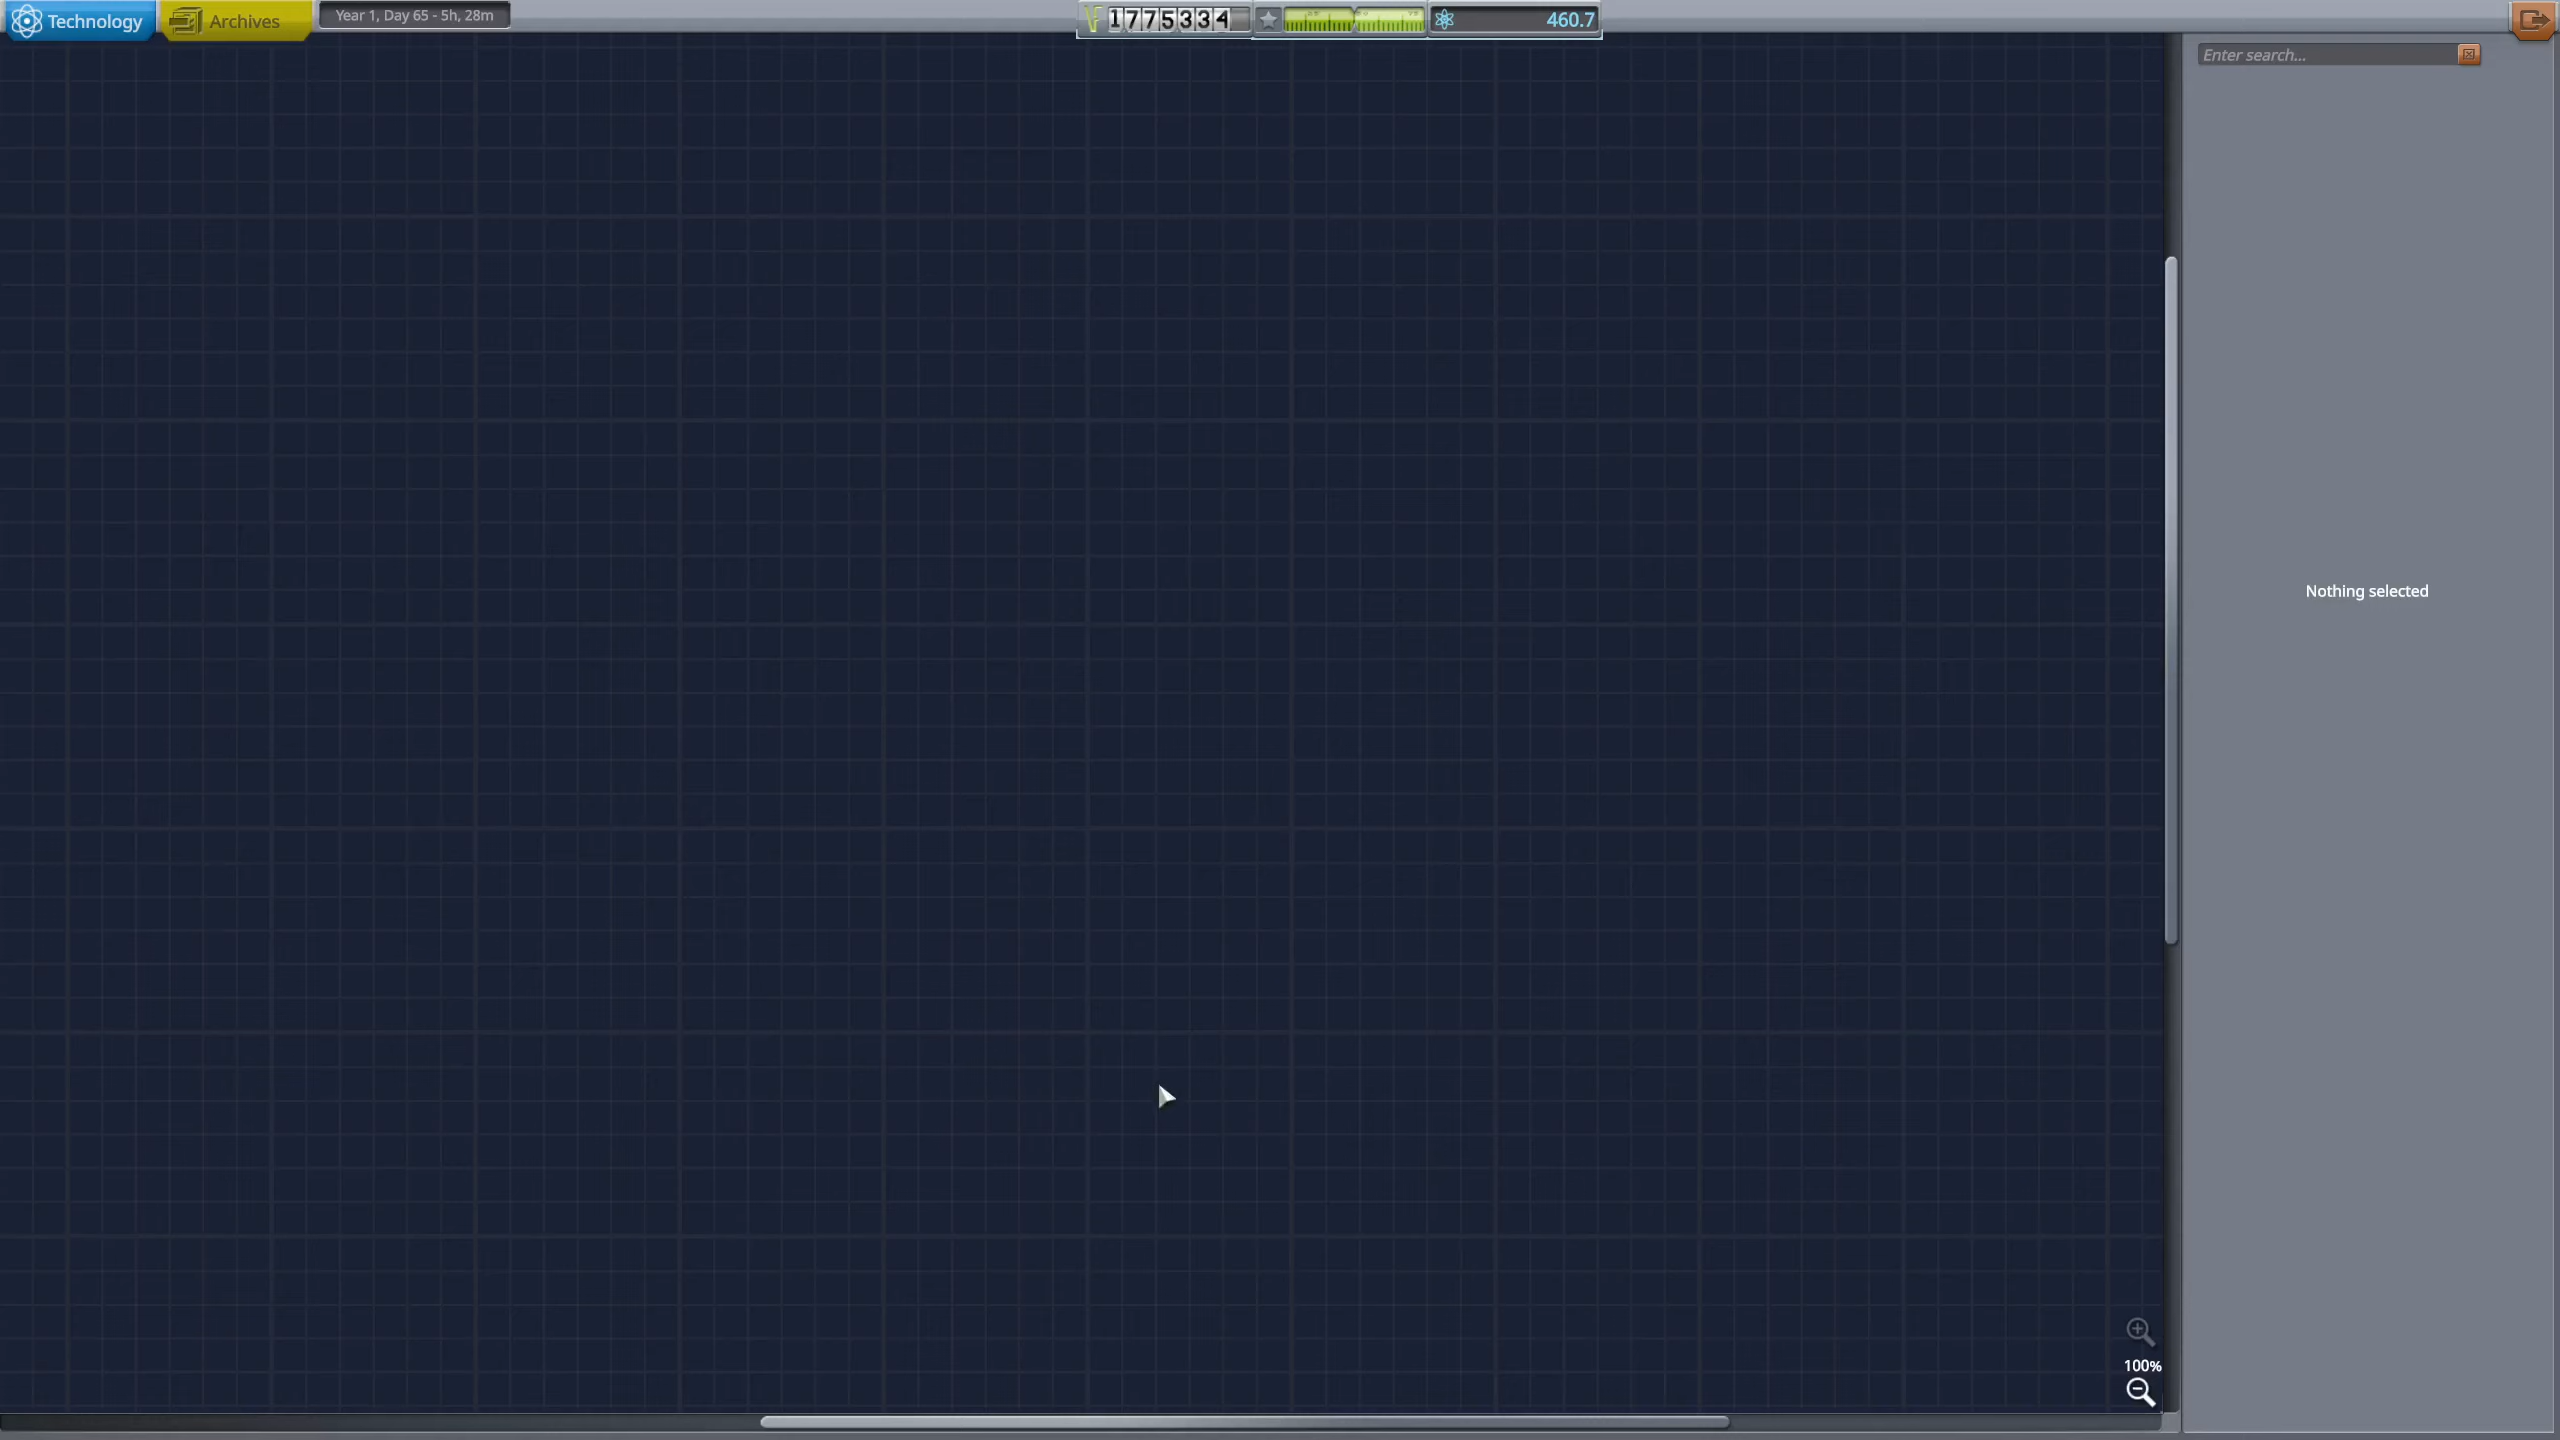 Technology
Archives
Year 1, Day 65 - 5h, 28m
1775334
460.7
Enter search...
Nothing selected
100%